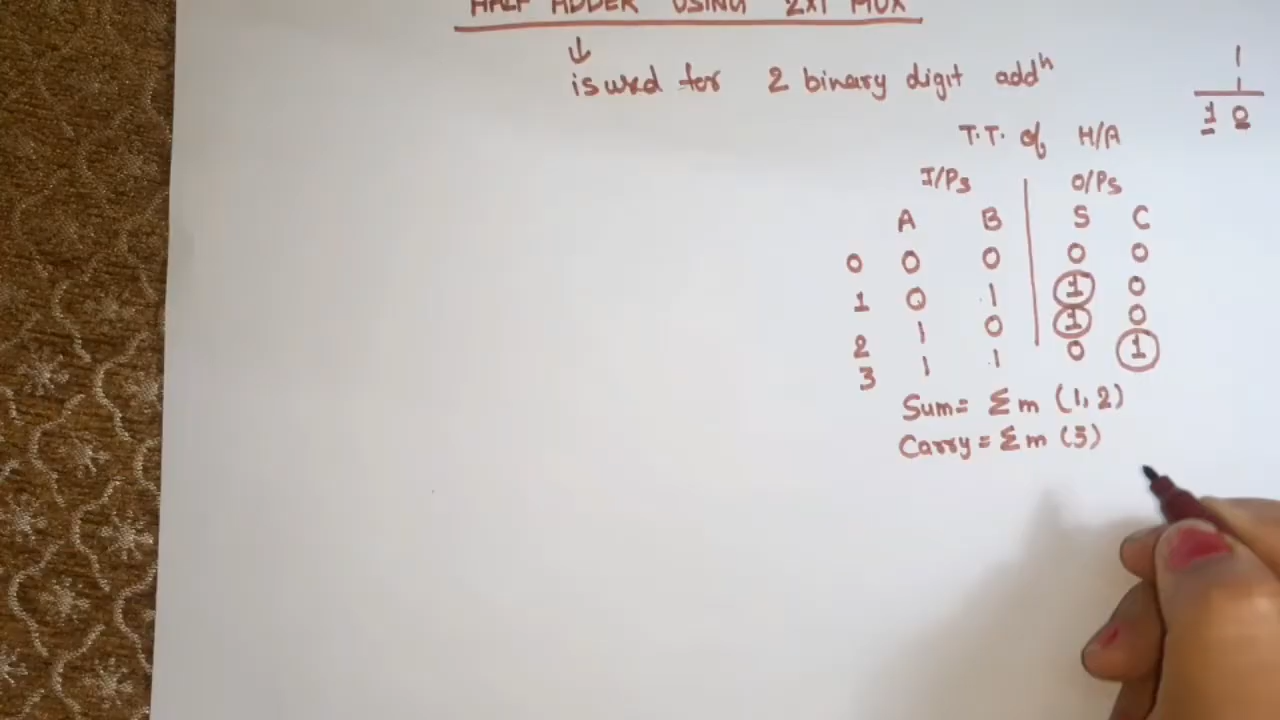 HALF ADDER USING 2x1 MUX
↓
is used for 2 binary digit addn
1
1
1 0
T.T. of H/A
I/Ps O/Ps
A B S C
0 0 0 0 0
1 0 1 1 0
2 1 0 1 0
3 1 1 0 1
Sum = Σm (1,2)
Carry = Σm (3)